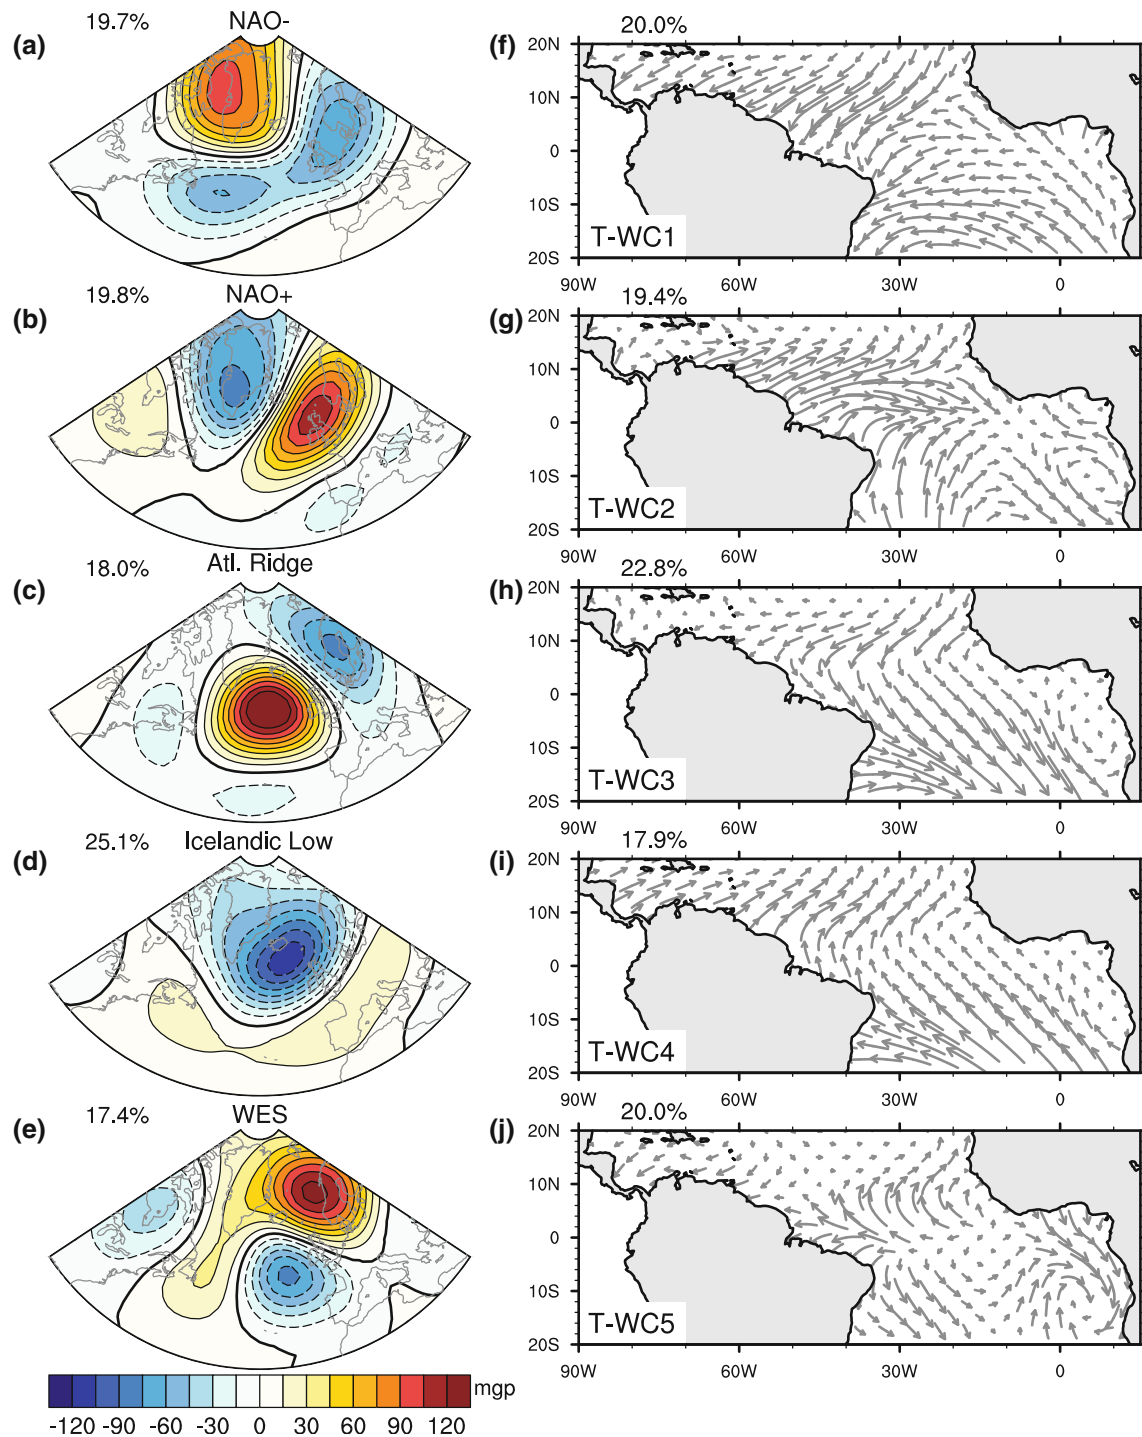 (a) 19.7% NAO-
(b) 19.8% NAO+
(c) 18.0% Atl. Ridge
(d) 25.1% Icelandic Low
(e) 17.4% WES
mgp
-120 -90 -60 -30 0 30 60 90 120
(f) 20.0%
20N
10N
0
10S
20S
T-WC1
90W 60W 30W 0
(g) 19.4%
20N
10N
0
10S
20S
T-WC2
90W 60W 30W 0
(h) 22.8%
20N
10N
0
10S
20S
T-WC3
90W 60W 30W 0
(i) 17.9%
20N
10N
0
10S
20S
T-WC4
90W 60W 30W 0
(j) 20.0%
20N
10N
0
10S
20S
T-WC5
90W 60W 30W 0